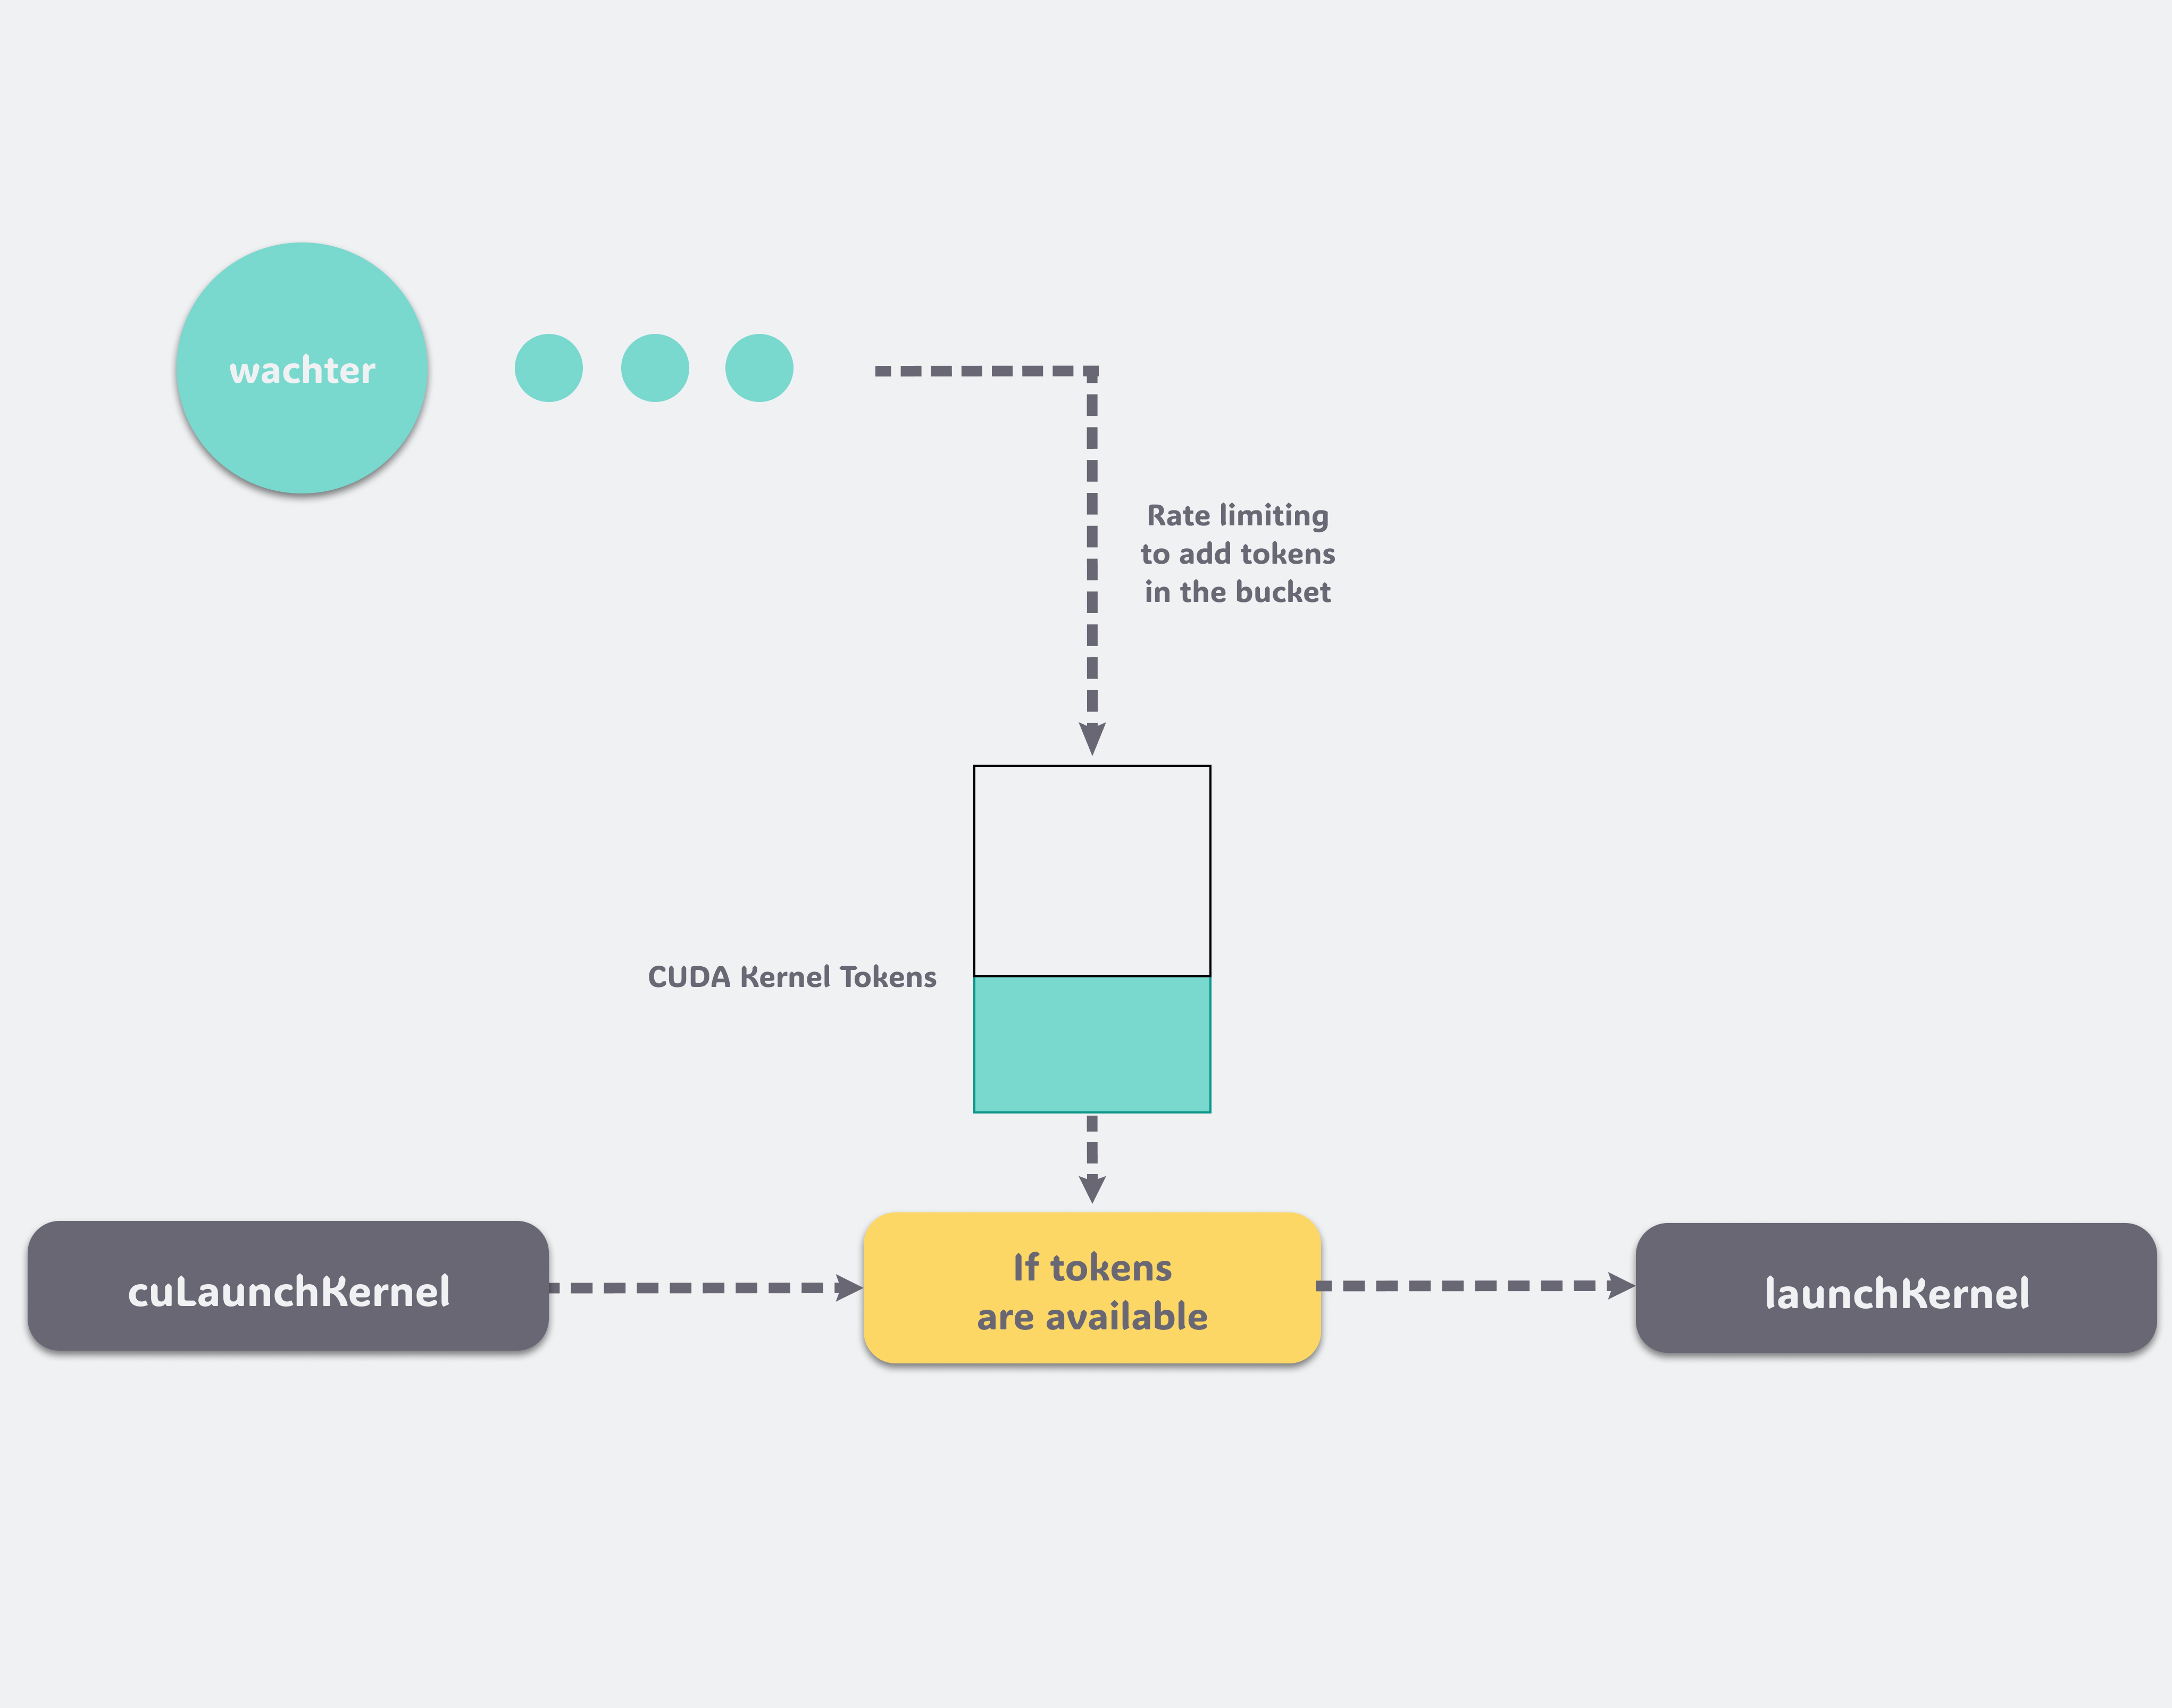 wachter
Rate limiting
to add tokens
in the bucket
CUDA Kernel Tokens
cuLaunchKernel
If tokens
are available
launchKernel